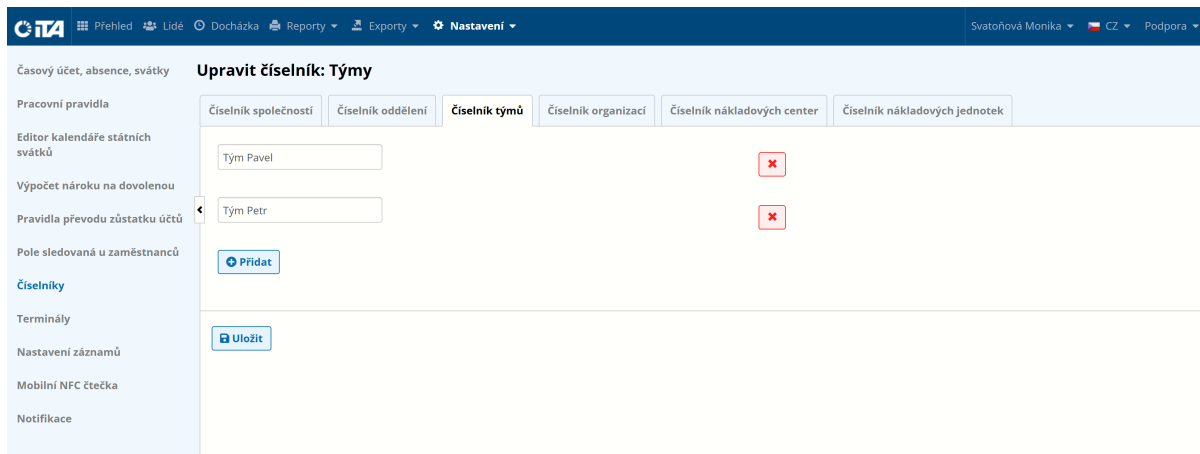 iTA Přehled Lidé Docházka Reporty Exporty Nastavení Svatoňová Monika CZ Podpora
Časový účet, absence, svátky
Pracovní pravidla
Editor kalendáře státních
svátků
Výpočet nároku na dovolenou
Pravidla převodu zůstatku účtů
Pole sledovaná u zaměstnanců
Číselníky
Terminály
Nastavení záznamů
Mobilní NFC čtečka
Notifikace
Upravit číselník: Týmy
Číselník společností Číselník oddělení Číselník týmů Číselník organizací Číselník nákladových center Číselník nákladových jednotek
Tým Pavel
Tým Petr
Přidat
Uložit